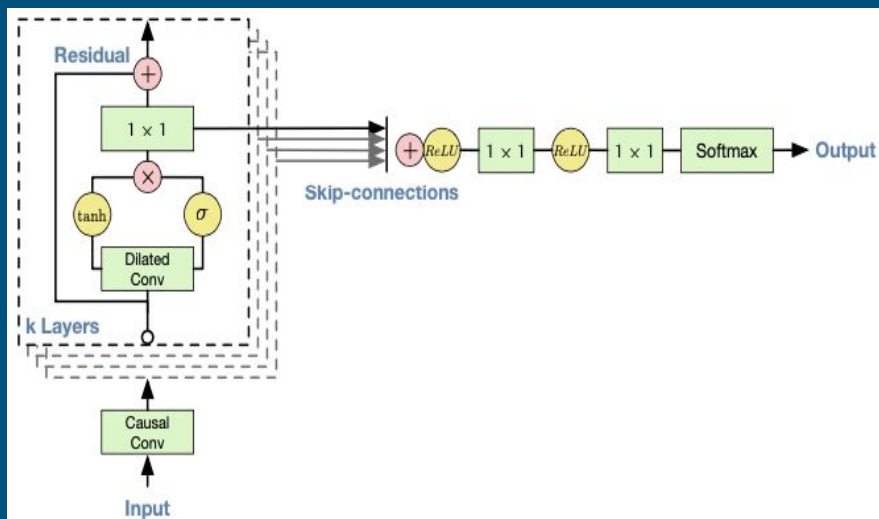 Residual
+
1 × 1
×
tanh
σ
Dilated
Conv
k Layers
Causal
Conv
Input
Skip-connections
+
ReLU
1 × 1
ReLU
1 × 1
Softmax
Output